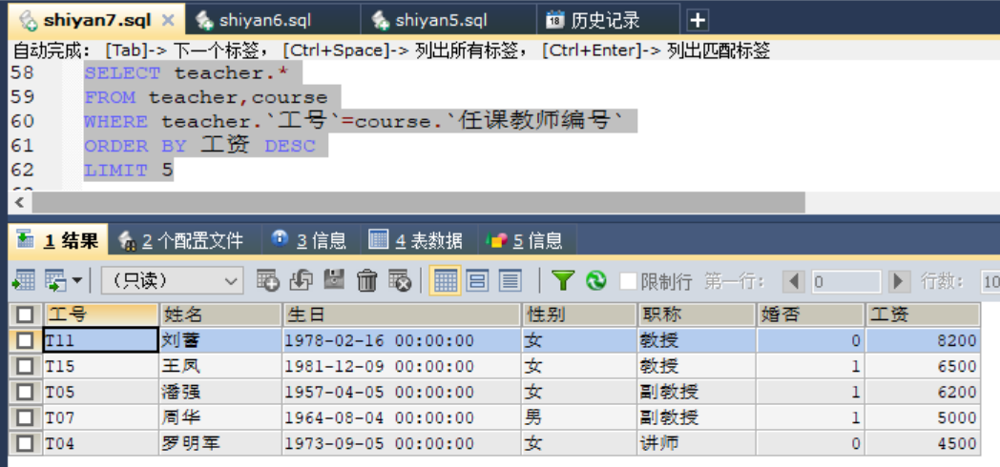 shiyan7.sql shiyan6.sql shiyan5.sql 18 历史记录
自动完成: [Tab]-> 下一个标签, [Ctrl+Space]-> 列出所有标签, [Ctrl+Enter]-> 列出匹配标签
58 SELECT teacher.*
59 FROM teacher,course
60 WHERE teacher.`工号`=course.`任课教师编号`
61 ORDER BY 工资 DESC
62 LIMIT 5
1 结果 2 个配置文件 3 信息 4 表数据 5 信息
(只读) 限制行 第一行: 0 行数: 10
工号 姓名 生日 性别 职称 婚否 工资
T11 刘蕾 1978-02-16 00:00:00 女 教授 0 8200
T15 王凤 1981-12-09 00:00:00 女 教授 1 6500
T05 潘强 1957-04-05 00:00:00 女 副教授 1 6200
T07 周华 1964-08-04 00:00:00 男 副教授 1 5000
T04 罗明军 1973-09-05 00:00:00 女 讲师 0 4500